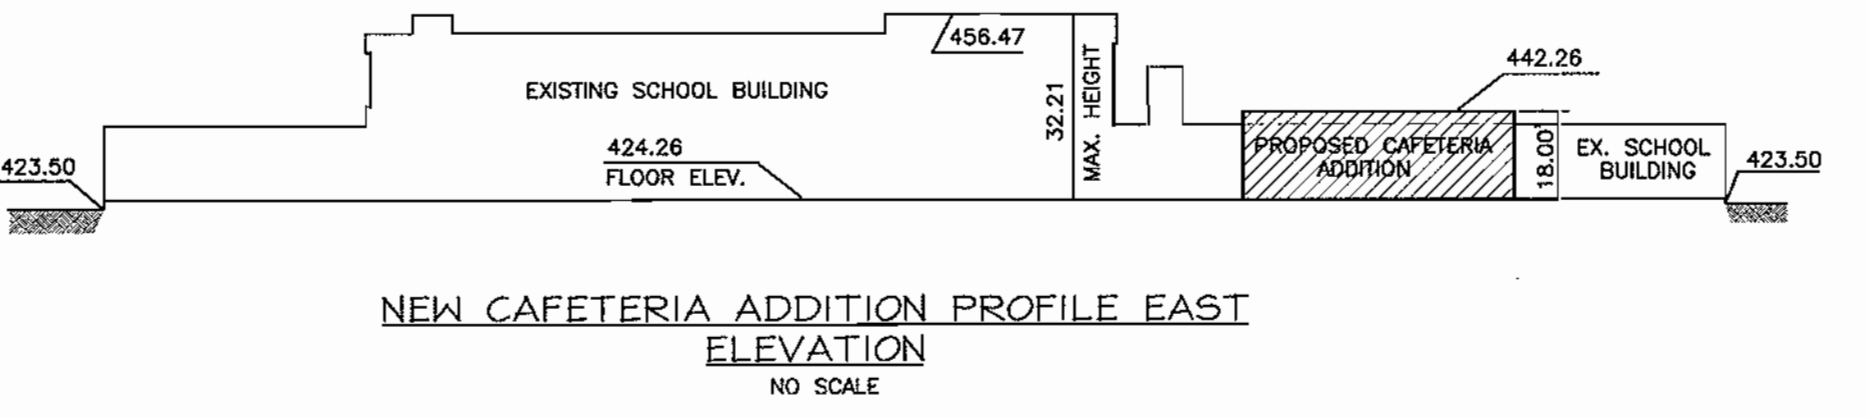 456.47
442.26
EXISTING SCHOOL BUILDING
32.21
MAX. HEIGHT
423.50
424.26
FLOOR ELEV.
PROPOSED CAFETERIA
ADDITION
18.00'
EX. SCHOOL
BUILDING
423.50
NEW CAFETERIA ADDITION PROFILE EAST
ELEVATION
NO SCALE